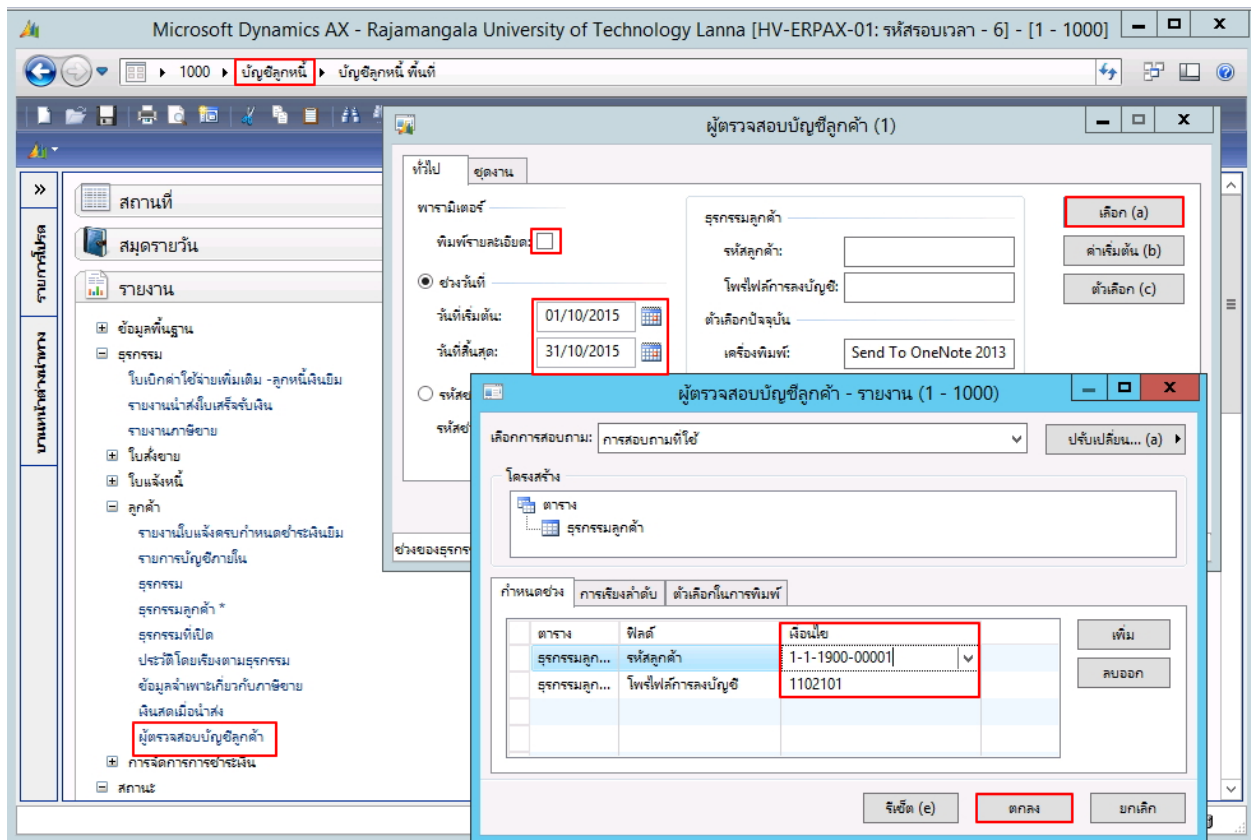 Microsoft Dynamics AX - Rajamangala University of Technology Lanna [HV-ERPAX-01: รหัสรอบเวลา - 6] - [1 - 1000]
1000 บัญชีลูกหนี้ บัญชีลูกหนี้ พื้นที่
ผู้ตรวจสอบบัญชีลูกค้า (1)
ทั่วไป
ชุดงาน
พารามิเตอร์
พิมพ์รายละเอียด:
ช่วงวันที่
วันที่เริ่มต้น: 01/10/2015
วันที่สิ้นสุด: 31/10/2015
รหัสช
รหัสช่
ช่วงของธุรกร
ธุรกรรมลูกค้า
รหัสลูกค้า:
โพรไฟล์การลงบัญชี:
ตัวเลือกปัจจุบัน
เครื่องพิมพ์: Send To OneNote 2013
เลือก (a)
ค่าเริ่มต้น (b)
ตัวเลือก (c)
รายการโปรด
บานหน้าต่างนำทาง
สถานที่
สมุดรายวัน
รายงาน
ข้อมูลพื้นฐาน
ธุรกรรม
ใบเบิกค่าใช้จ่ายเพิ่มเติม -ลูกหนี้เงินยืม
รายงานนำส่งใบเสร็จรับเงิน
รายงานภาษีขาย
ใบสั่งขาย
ใบแจ้งหนี้
ลูกค้า
รายงานใบแจ้งครบกำหนดชำระเงินยืม
รายการบัญชีภายใน
ธุรกรรม
ธุรกรรมลูกค้า *
ธุรกรรมที่เปิด
ประวัติโดยเรียงตามธุรกรรม
ข้อมูลจำเพาะเกี่ยวกับภาษีขาย
เงินสดเมื่อนำส่ง
ผู้ตรวจสอบบัญชีลูกค้า
การจัดการการชำระเงิน
สถานะ
ผู้ตรวจสอบบัญชีลูกค้า - รายงาน (1 - 1000)
เลือกการสอบถาม: การสอบถามที่ใช้
ปรับเปลี่ยน... (a)
โครงสร้าง
ตาราง
ธุรกรรมลูกค้า
กำหนดช่วง
การเรียงลำดับ
ตัวเลือกในการพิมพ์
ตาราง ฟิลด์ เงื่อนไข
ธุรกรรมลูก... รหัสลูกค้า 1-1-1900-00001
ธุรกรรมลูก... โพรไฟล์การลงบัญชี 1102101
เพิ่ม
ลบออก
รีเซ็ต (e)
ตกลง
ยกเลิก